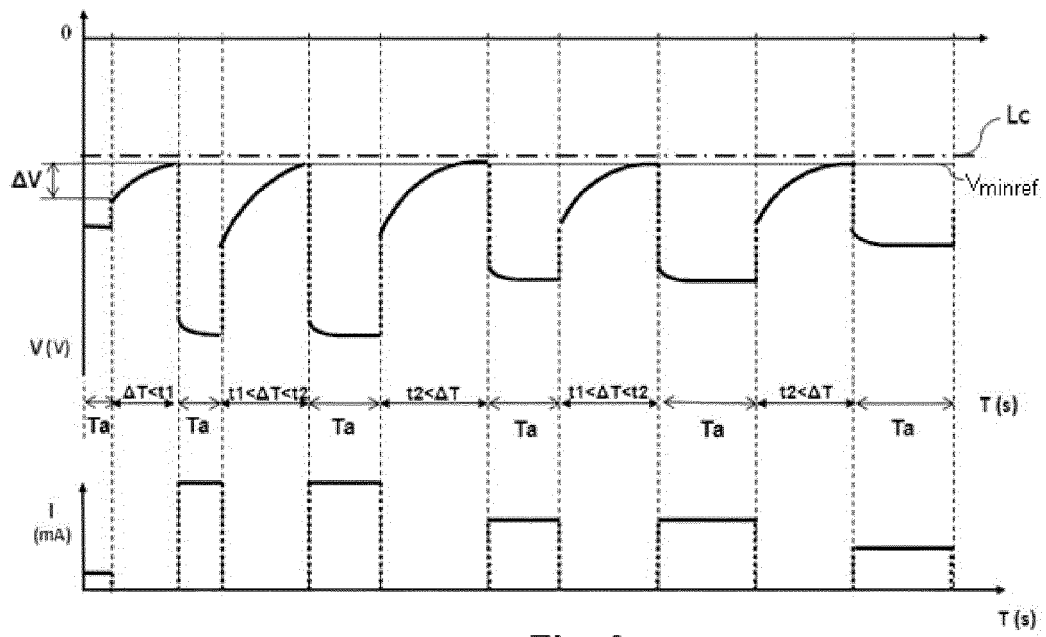 0
Lc
ΔV
Vminref
V (V)
ΔT<t1
t1<ΔT<t2
t2<ΔT
t1<ΔT<t2
t2<ΔT
T (s)
Ta
Ta
Ta
Ta
Ta
Ta
I
(mA)
T (s)